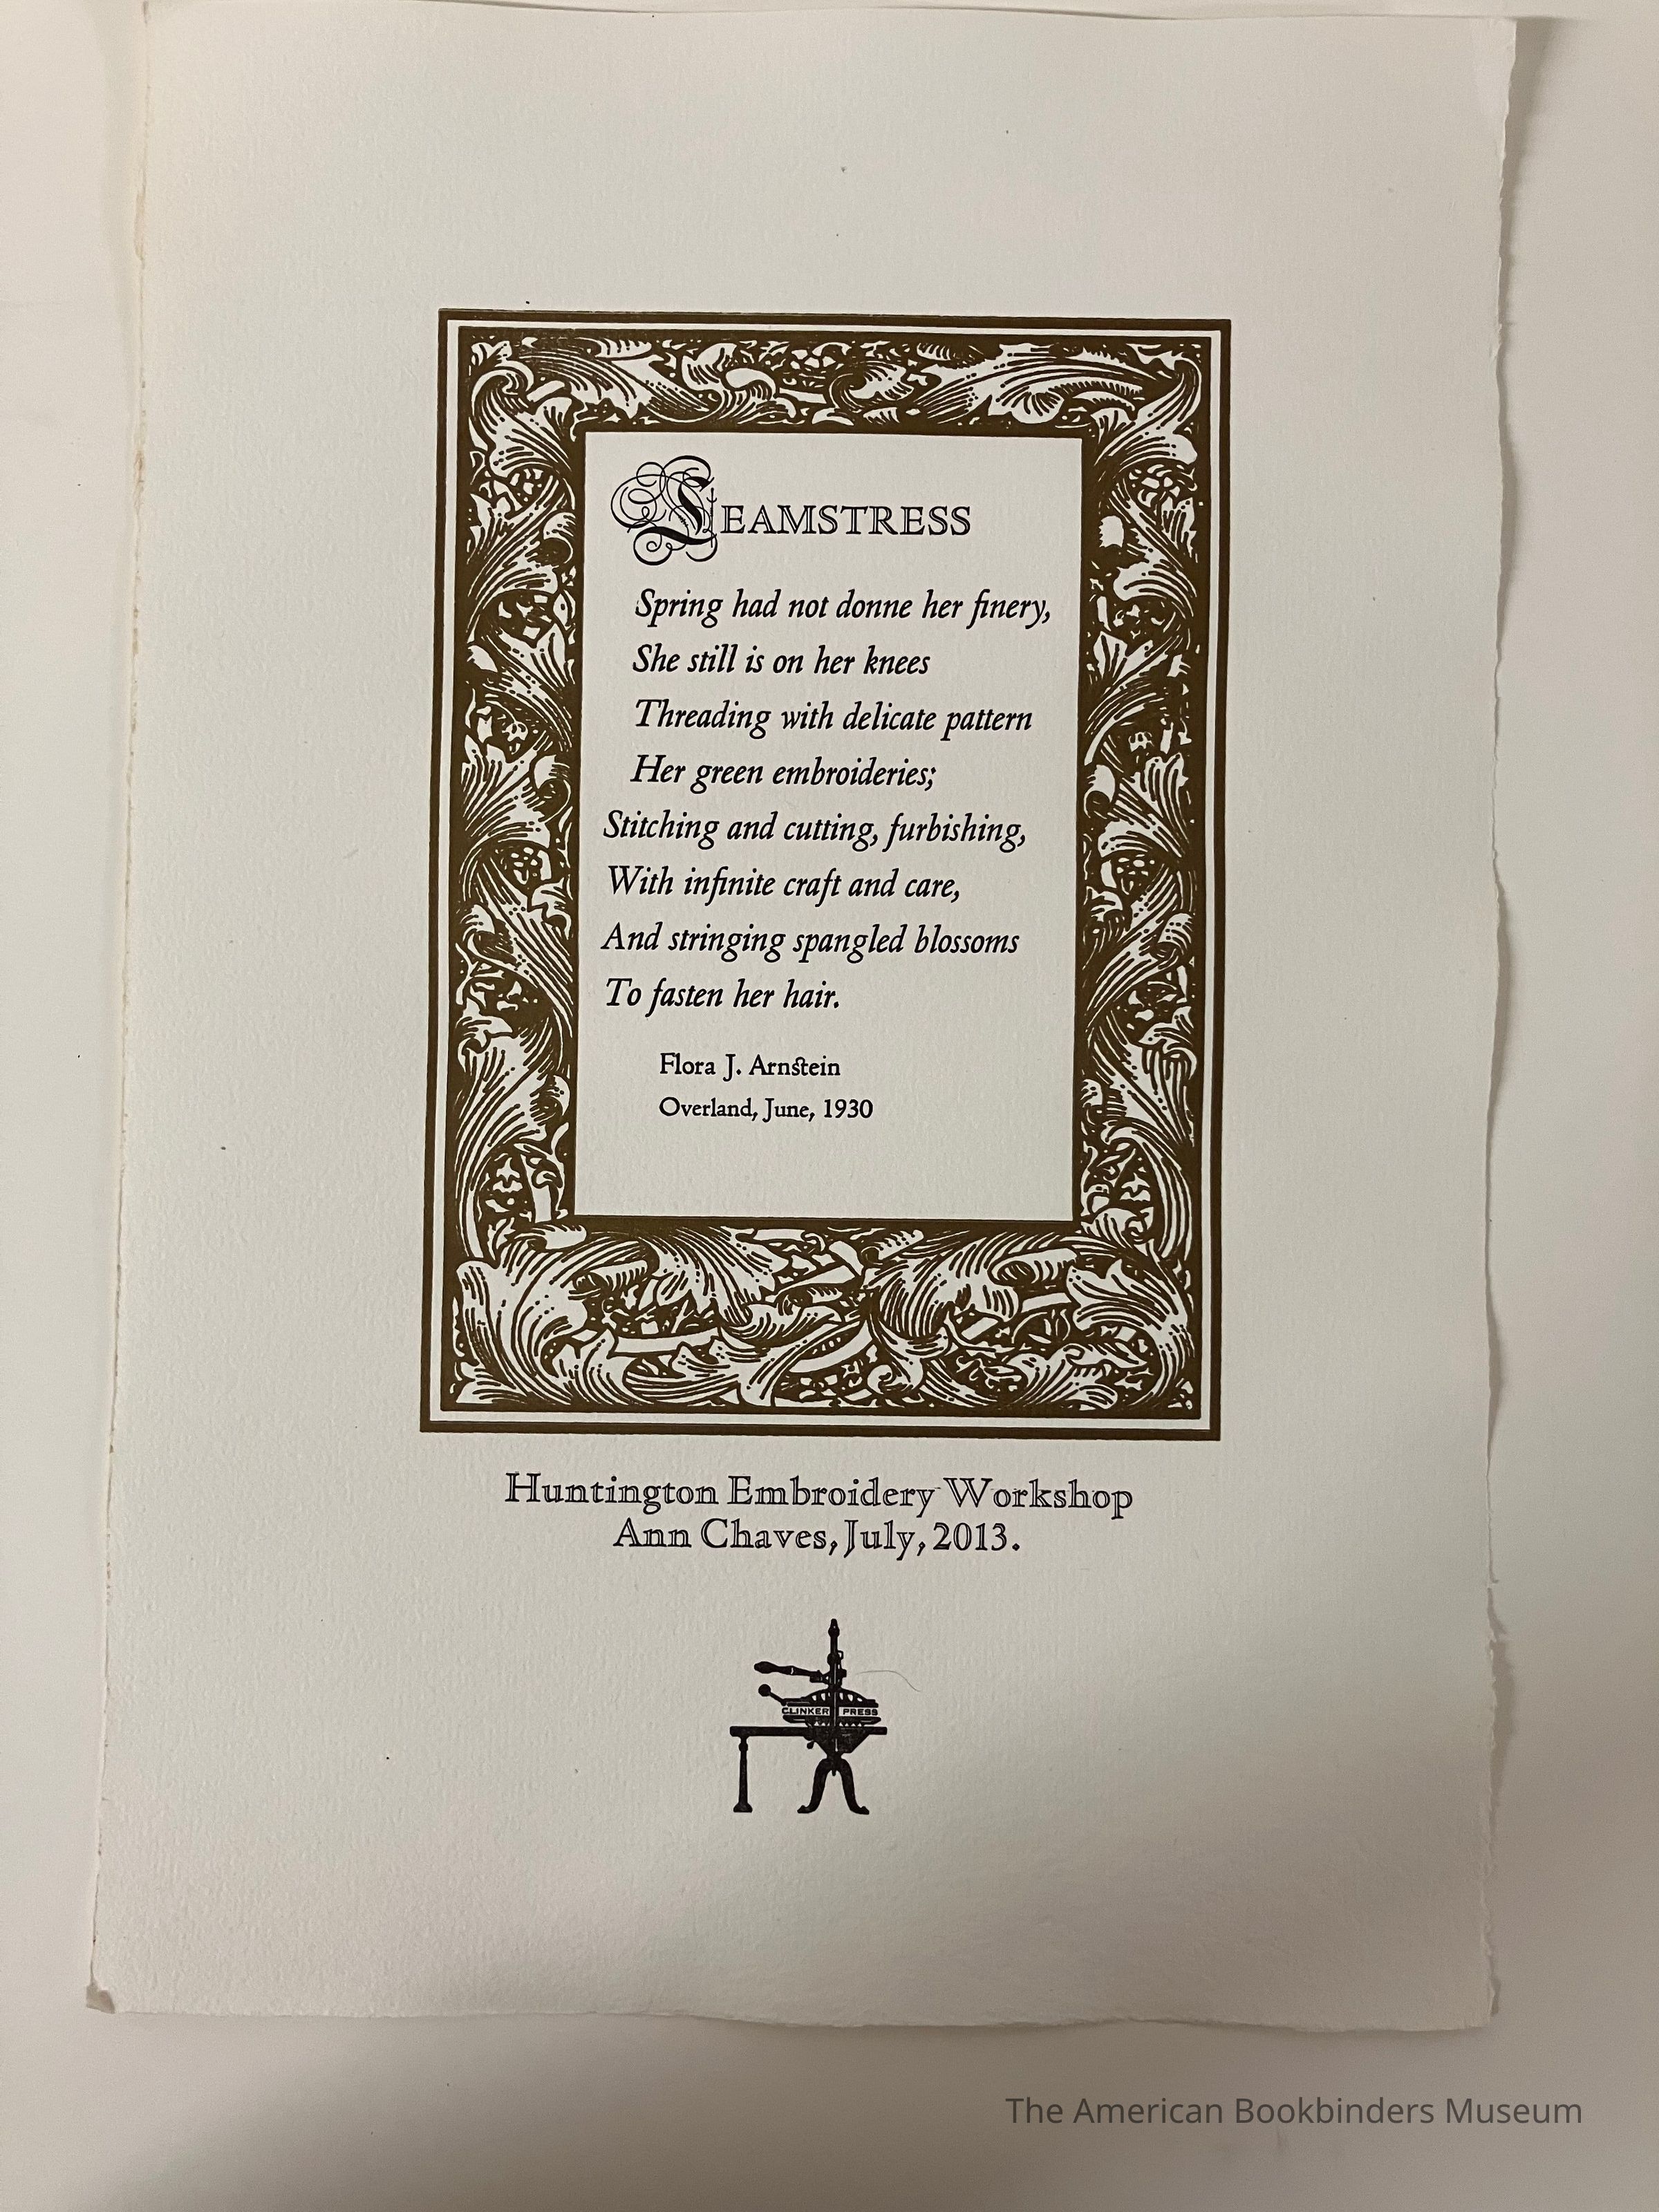 SEAMSTRESS
Spring had not donne her finery,
She still is on her knees
Threading with delicate pattern
Her green embroideries;
Stitching and cutting, furbishing,
With infinite craft and care,
And stringing spangled blossoms
To fasten her hair.
Flora J. Arnstein
Overland, June, 1930
Huntington Embroidery Workshop
Ann Chaves, July, 2013.
CLINKER PRESS
The American Bookbinders Museum